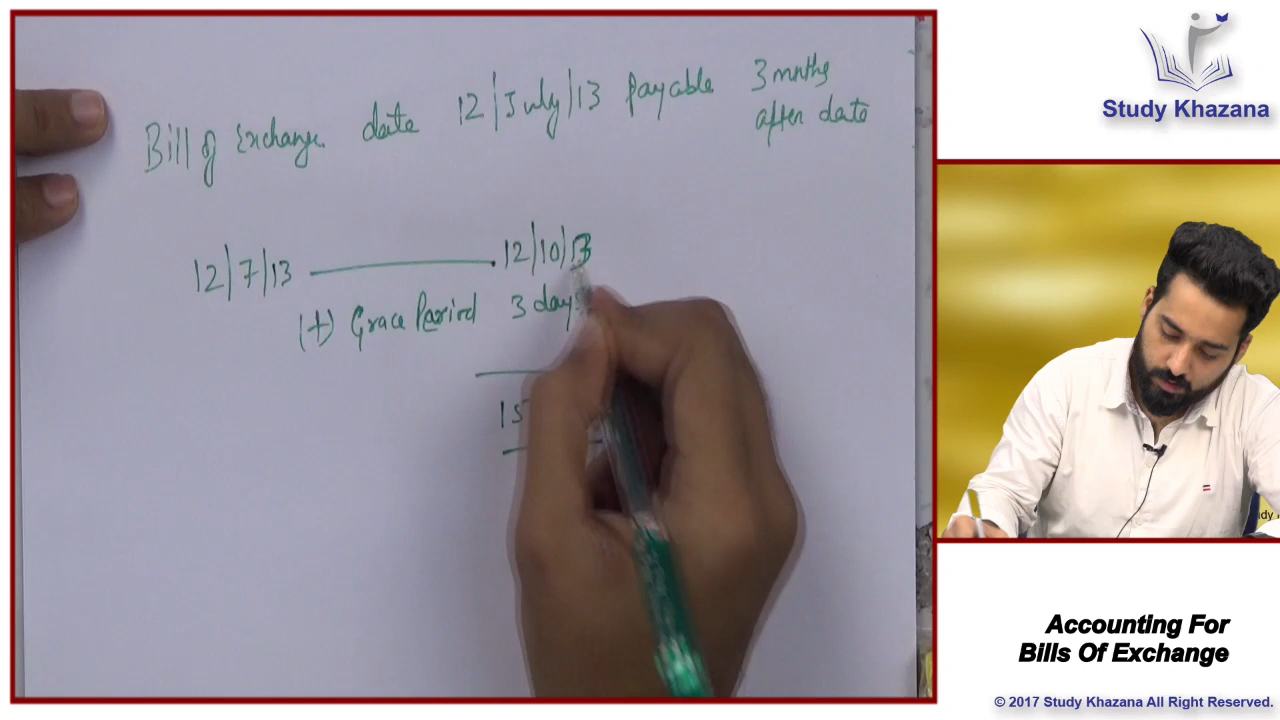 Bill of Exchange date 12/July/13 Payable 3 mnths
after date
12/7/13 12/10/13
(+) Grace Period 3 days
15
Study Khazana
Accounting For
Bills Of Exchange
© 2017 Study Khazana All Right Reserved.